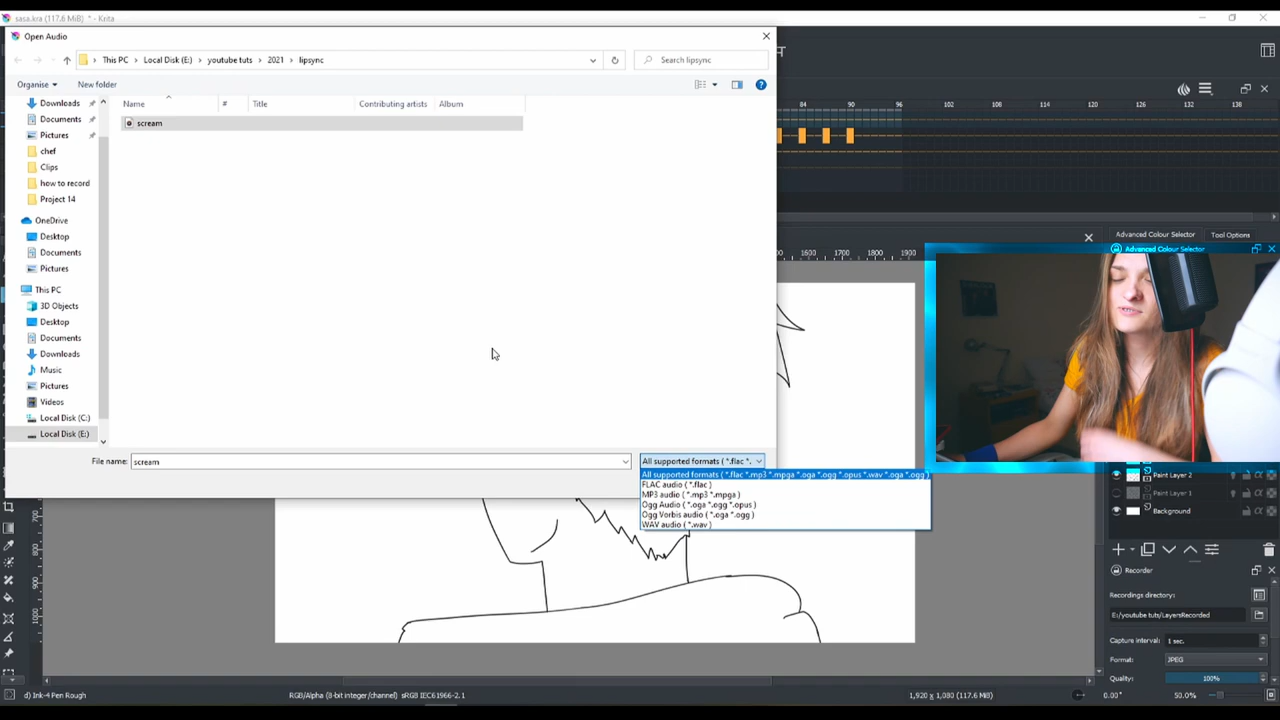 sasa.kra (117.6 MiB) * - Krita
Open Audio
This PC > Local Disk (E:) > youtube tuts > 2021 > lipsync
Search lipsync
Organise
New folder
Name # Title Contributing artists Album
scream
Downloads
Documents
Pictures
chef
Clips
how to record
Project 14
OneDrive
Desktop
Documents
Pictures
This PC
3D Objects
Desktop
Documents
Downloads
Music
Pictures
Videos
Local Disk (C:)
Local Disk (E:)
File name: scream
All supported formats ( *.flac *.
All supported formats ( *.flac *.mp3 *.mpga *.oga *.ogg *.opus *.wav *.oga *.ogg )
FLAC audio ( *.flac )
MP3 audio ( *.mp3 *.mpga )
Ogg Audio ( *.oga *.ogg *.opus )
Ogg Vorbis audio ( *.oga *.ogg )
WAV audio ( *.wav )
84 90 96 102 108 114 120 126 132 138
1600 1700 1800 1900
Advanced Colour Selector Tool Options
Advanced Colour Selector
Paint Layer 2
Paint Layer 1
Background
Recorder
Recordings directory:
E:/youtube tuts/LayersRecorded
Capture interval: 1 sec.
Format: JPEG
Quality: 100%
700
800
900
1000
d) Ink-4 Pen Rough
RGB/Alpha (8-bit integer/channel) sRGB IEC61966-2.1
1,920 x 1,080 (117.6 MiB)
0.00°
50.0%